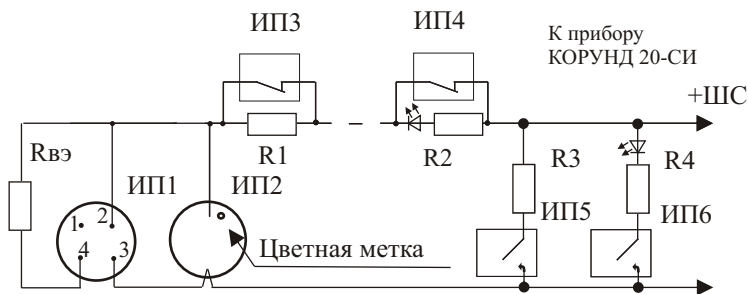 ИП3
ИП4
К прибору
КОРУНД 20-СИ
+ШС
Rвэ
R1
R2
R3
R4
ИП1
ИП2
ИП5
ИП6
1
2
4
3
Цветная метка